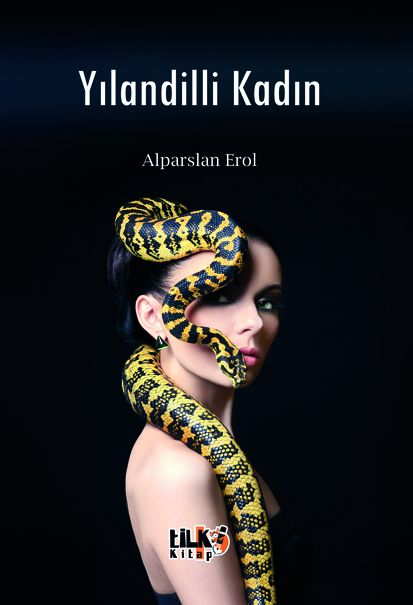 Yılandilli Kadın
Alparslan Erol
tilki
Kitap